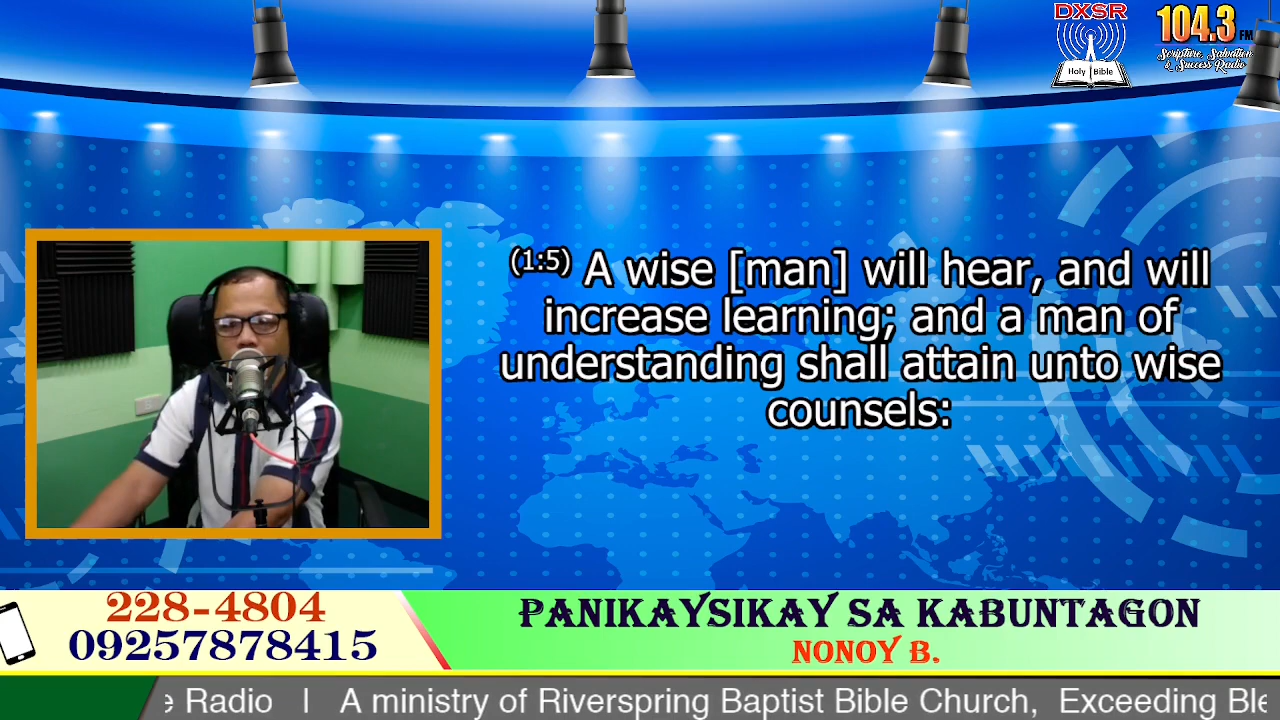 DXSR
Holy Bible
104.3 FM
Scripture, Salvation
& Success Radio
(1:5) A wise [man] will hear, and will
increase learning; and a man of
understanding shall attain unto wise
counsels:
228-4804
09257878415
PANIKAYSIKAY SA KABUNTAGON
NONOY B.
e Radio I A ministry of Riverspring Baptist Bible Church, Exceeding Ble